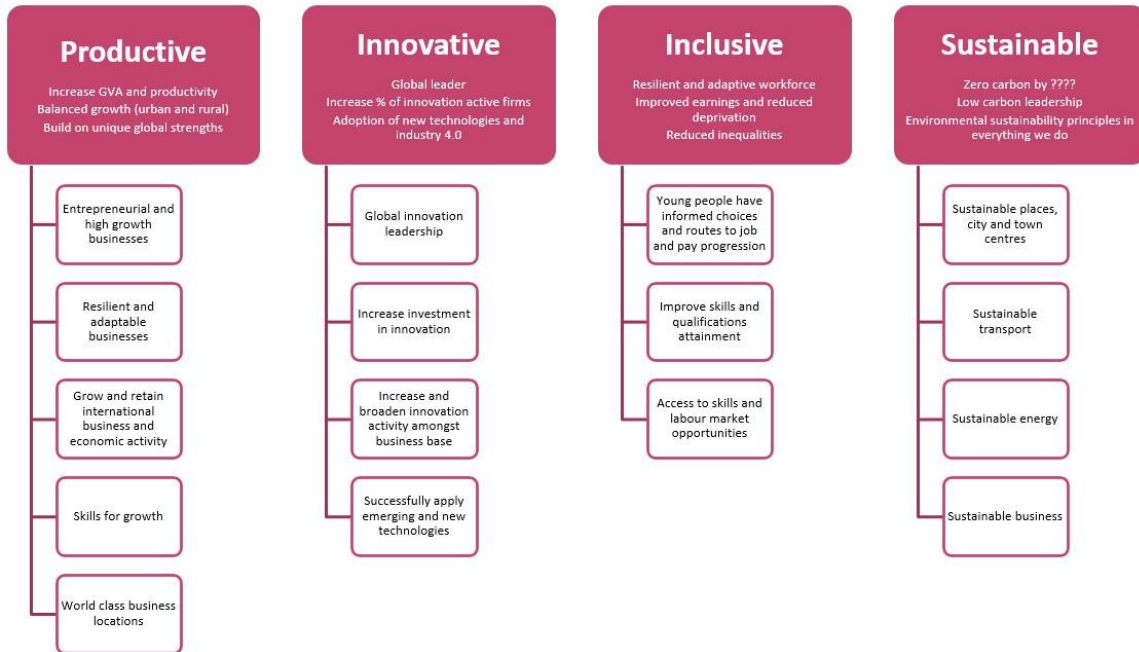 Productive
Increase GVA and productivity
Balanced growth (urban and rural)
Build on unique global strengths
Entrepreneurial and
high growth
businesses
Resilient and
adaptable
businesses
Grow and retain
international
business and
economic activity
Skills for growth
World class business
locations
Innovative
Global leader
Increase % of innovation active firms
Adoption of new technologies and
industry 4.0
Global innovation
leadership
Increase investment
in innovation
Increase and
broaden innovation
activity amongst
business base
Successfully apply
emerging and new
technologies
Inclusive
Resilient and adaptive workforce
Improved earnings and reduced
deprivation
Reduced inequalities
Young people have
informed choices
and routes to job
and pay progression
Improve skills and
qualifications
attainment
Access to skills and
labour market
opportunities
Sustainable
Zero carbon by ????
Low carbon leadership
Environmental sustainability principles in
everything we do
Sustainable places,
city and town
centres
Sustainable
transport
Sustainable energy
Sustainable business